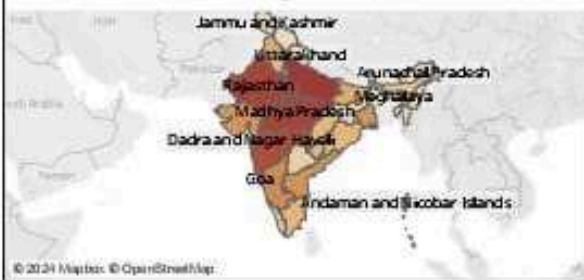 Jammu and Kashmir
Uttarakhand
Arunachal Pradesh
Rajasthan
Meghalaya
Madhya Pradesh
Dadra and Nagar Haveli
Goa
Andaman and Nicobar Islands
© 2024 Mapbox © OpenStreetMap